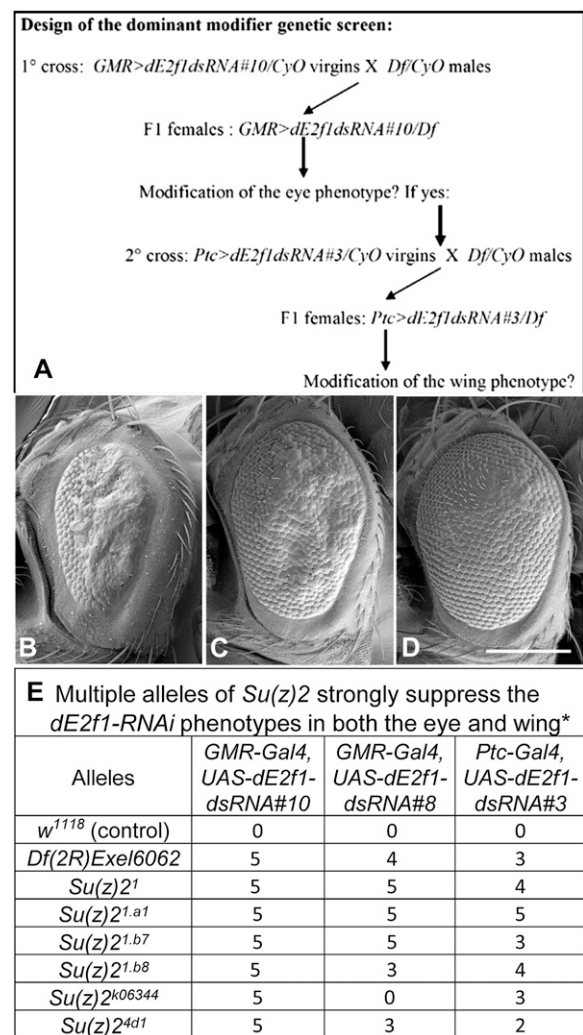 Design of the dominant modifier genetic screen:
1° cross: GMR>dE2f1dsRNA#10/CyO virgins X Df/CyO males
F1 females : GMR>dE2f1dsRNA#10/Df
Modification of the eye phenotype? If yes:
2° cross: Ptc>dE2f1dsRNA#3/CyO virgins X Df/CyO males
F1 females: Ptc>dE2f1dsRNA#3/Df
A
Modification of the wing phenotype?
B
C
D
E Multiple alleles of Su(z)2 strongly suppress the
dE2f1-RNAi phenotypes in both the eye and wing*
Alleles
GMR-Gal4,
UAS-dE2f1-
dsRNA#10
GMR-Gal4,
UAS-dE2f1-
dsRNA#8
Ptc-Gal4,
UAS-dE2f1-
dsRNA#3
w1118 (control) 0 0 0
Df(2R)Exel6062 5 4 3
Su(z)21 5 5 4
Su(z)21.a1 5 5 5
Su(z)21.b7 5 5 3
Su(z)21.b8 5 3 4
Su(z)2k06344 5 0 3
Su(z)24d1 5 3 2